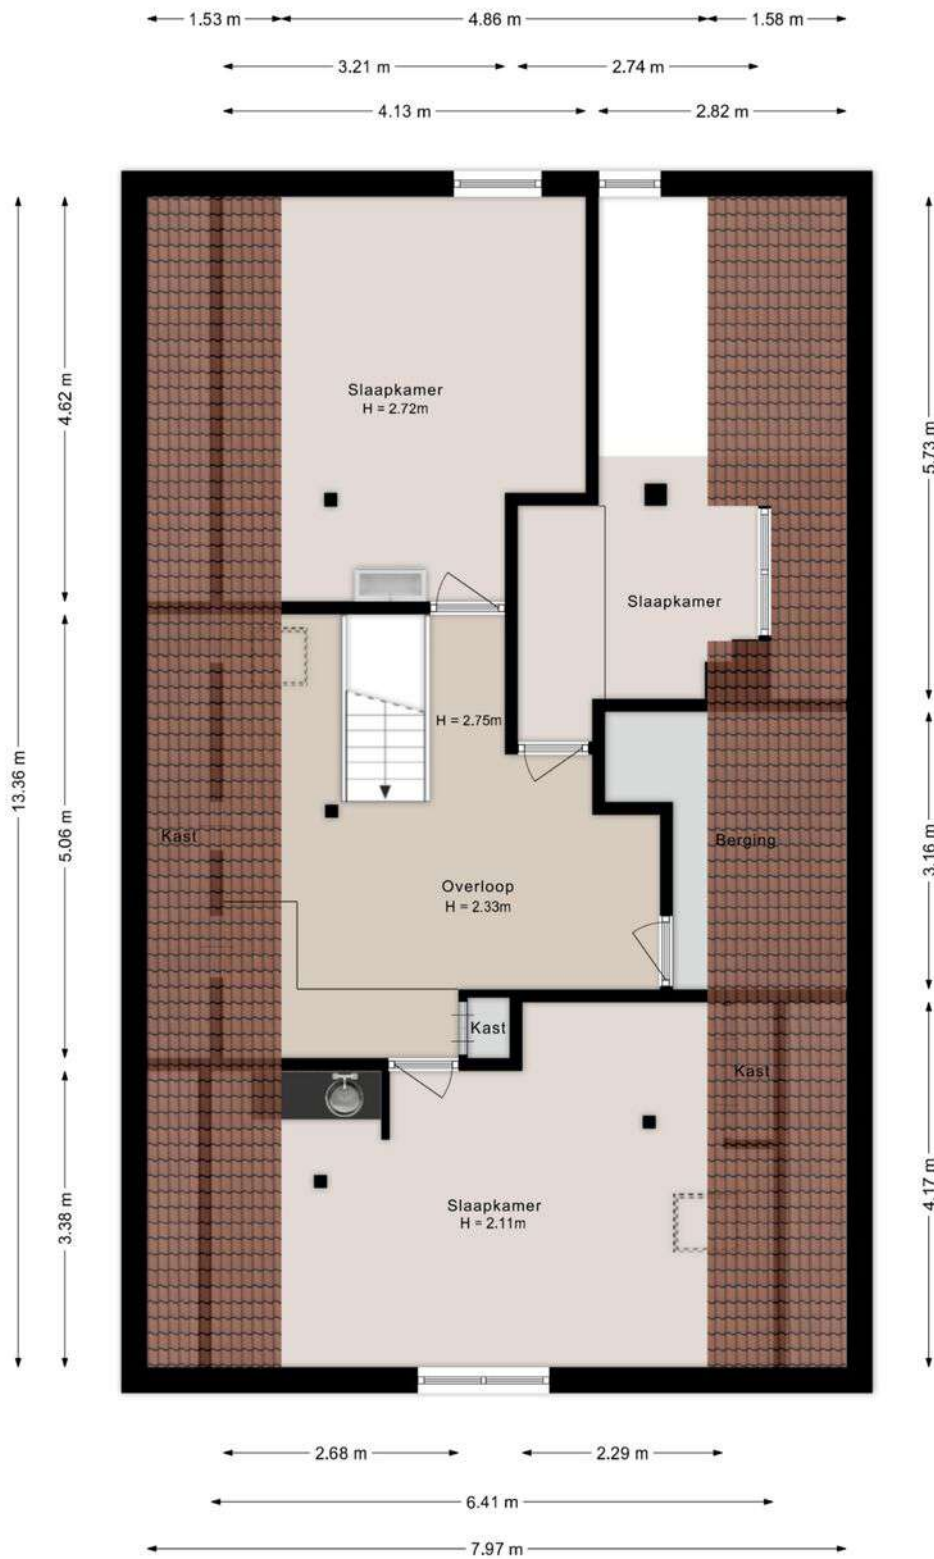 1.53 m
4.86 m
1.58 m
3.21 m
2.74 m
4.13 m
2.82 m
13.36 m
4.62 m
5.06 m
3.38 m
5.73 m
3.16 m
4.17 m
Slaapkamer
H = 2.72m
Slaapkamer
H = 2.75m
Kast
Berging
Overloop
H = 2.33m
Kast
Kast
Slaapkamer
H = 2.11m
2.68 m
2.29 m
6.41 m
7.97 m